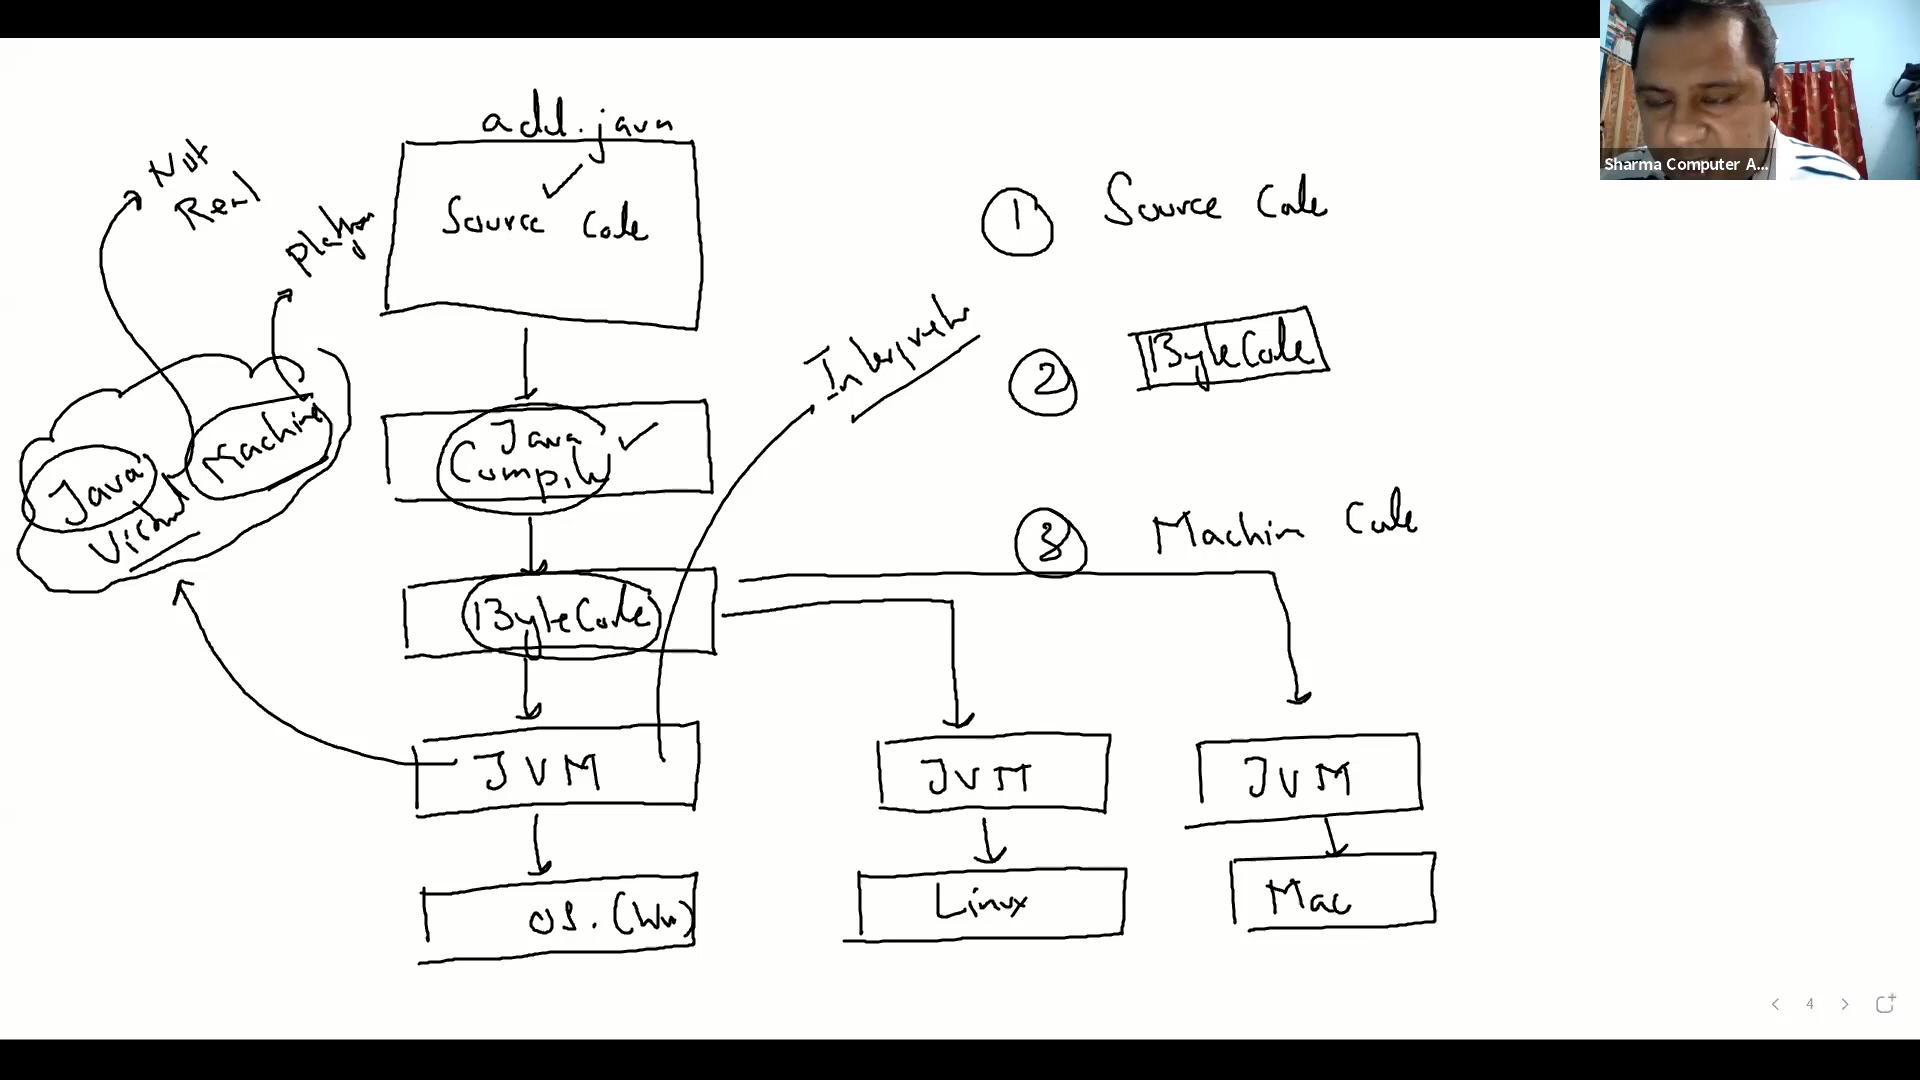 add.java
Source Code
Java
Compiler
ByteCode
JVM
OS. (Win)
JVM
Linux
JVM
Mac
Interpreter
Not
Real
Platform
Java
Virtual
Machine
1 Source Code
2 ByteCode
3 Machine Code
Sharma Computer A...
4